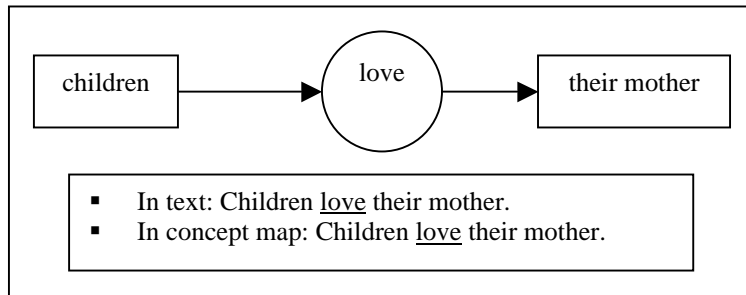 children
love
their mother
▪ In text: Children love their mother.
▪ In concept map: Children love their mother.